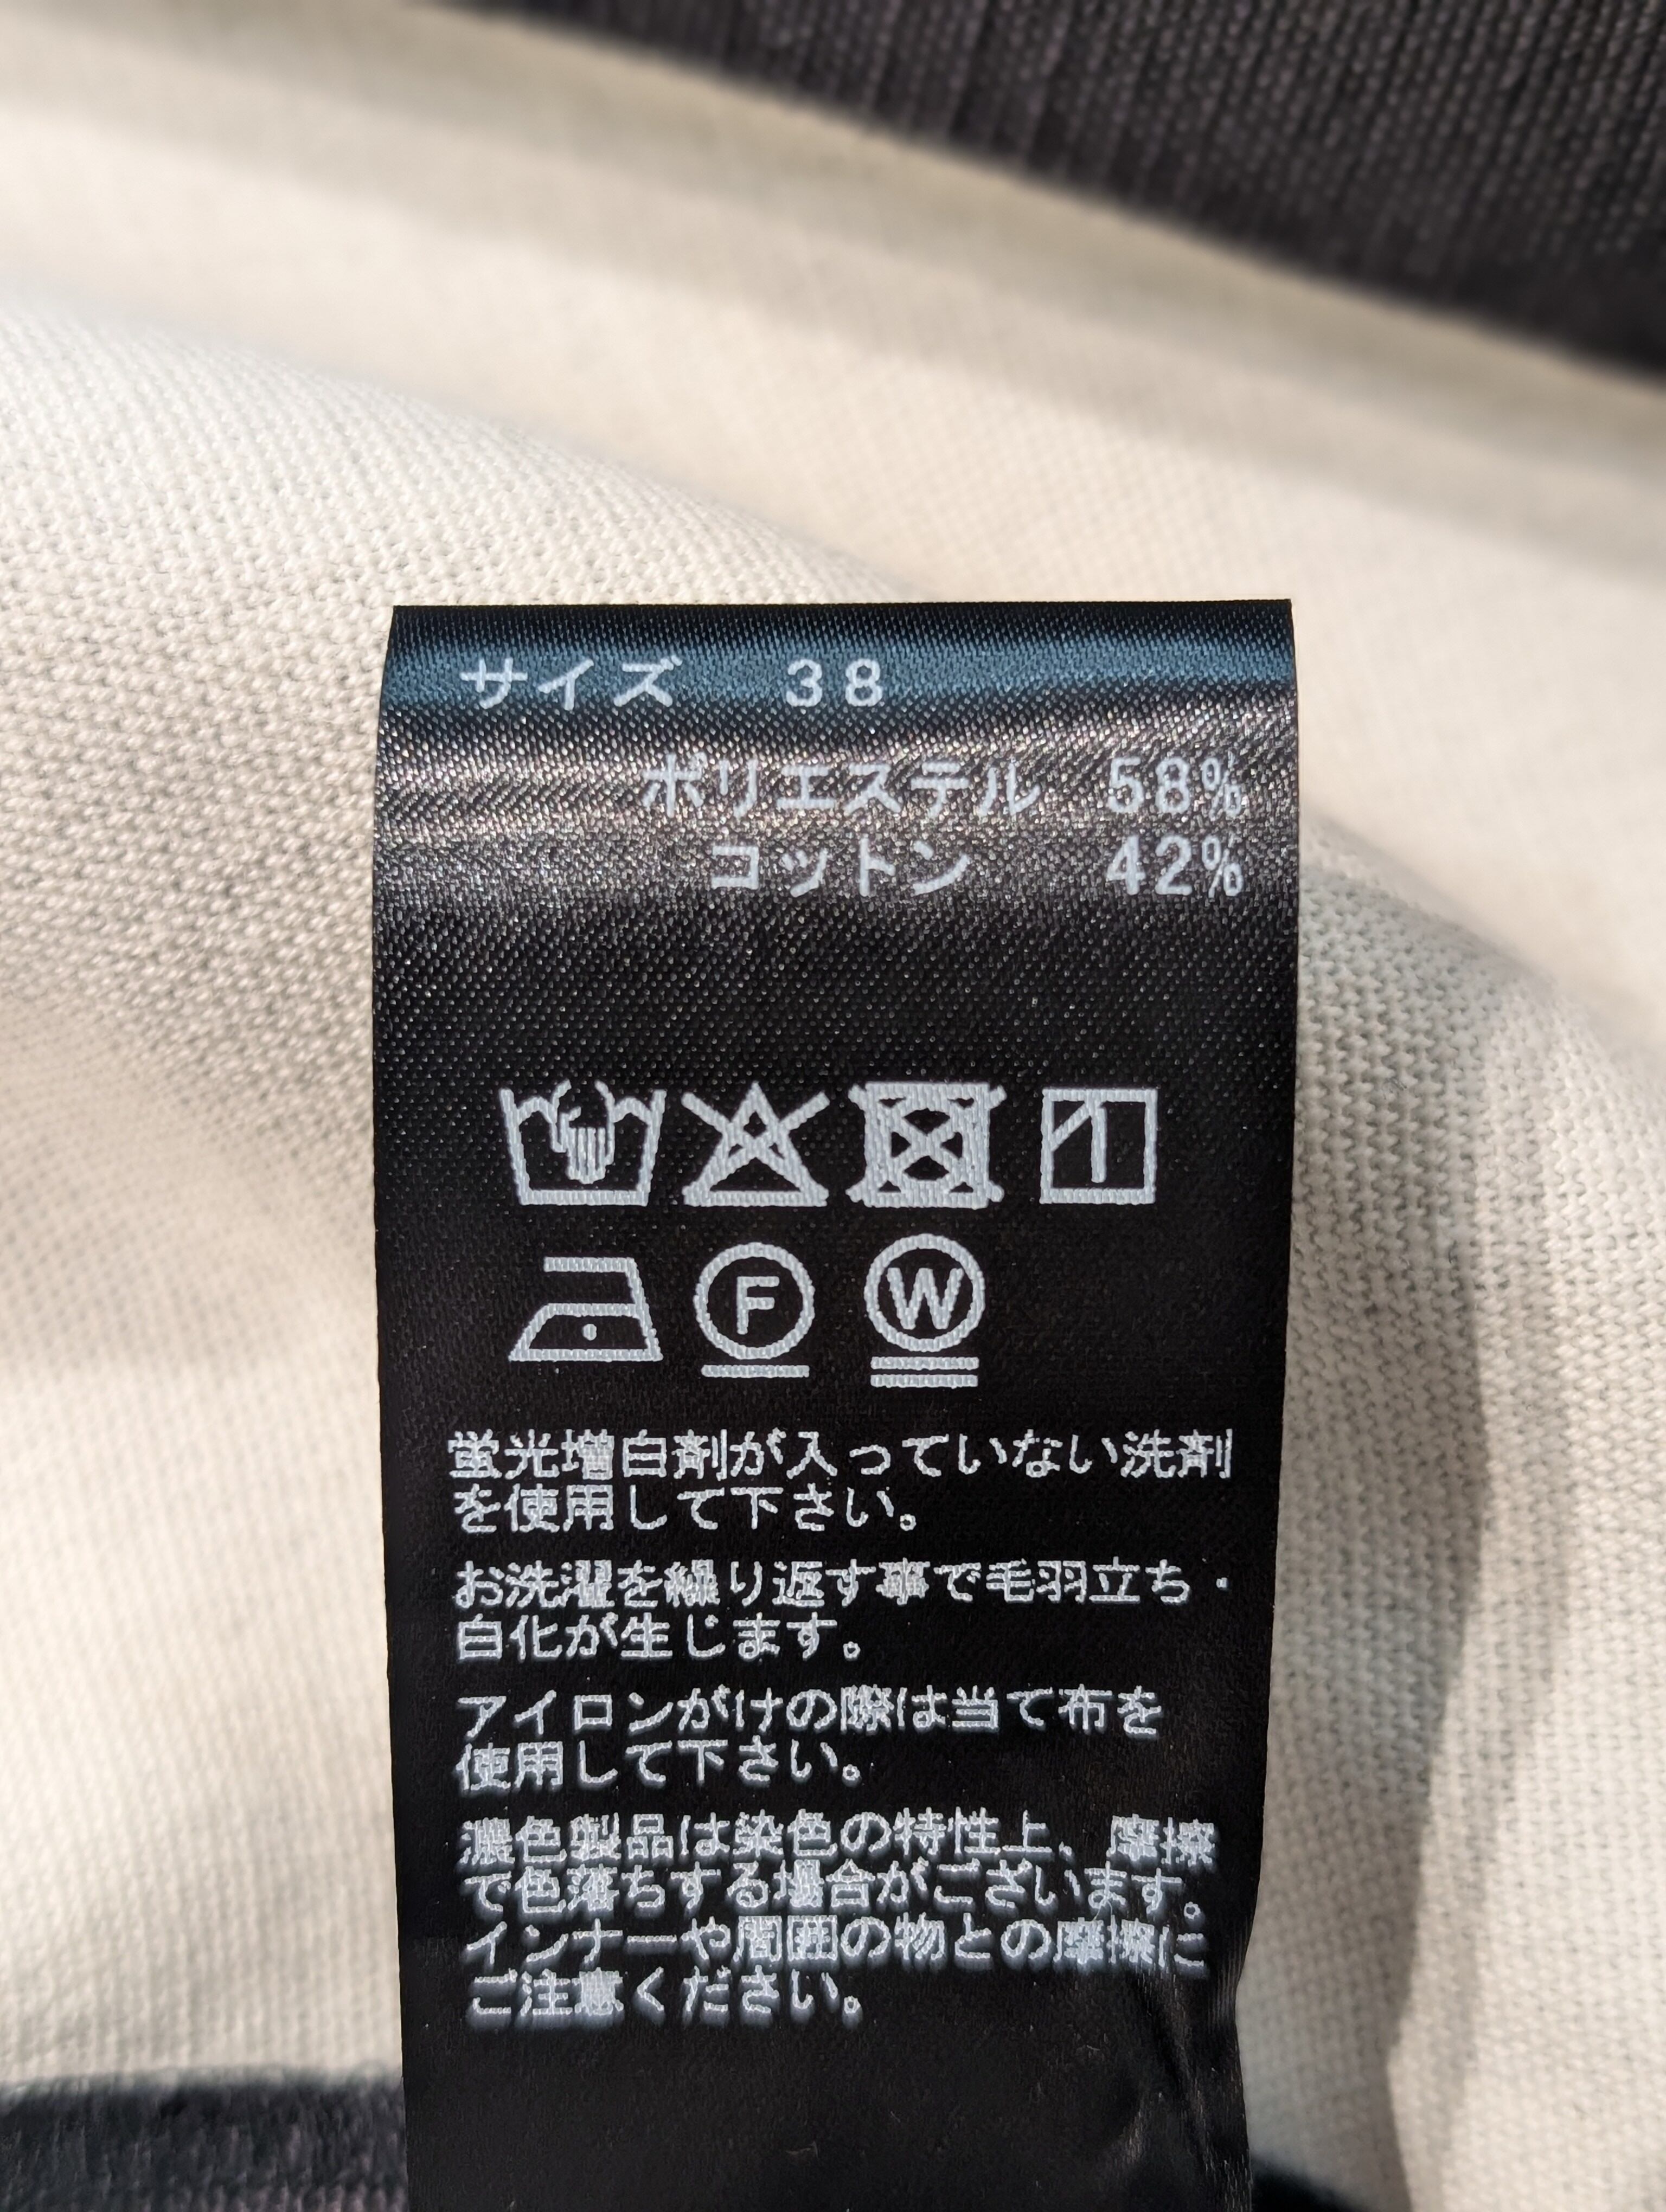 サイズ 38
ポリエステル 58%
コットン 42%
F W
蛍光増白剤が入っていない洗剤
を使用して下さい。
お洗濯を繰り返す事で毛羽立ち・
白化が生じます。
アイロンがけの際は当て布を
使用して下さい。
濃色製品は染色の特性上、摩擦
で色落ちする場合がございます。
インナーや周囲の物との摩擦に
ご注意ください。